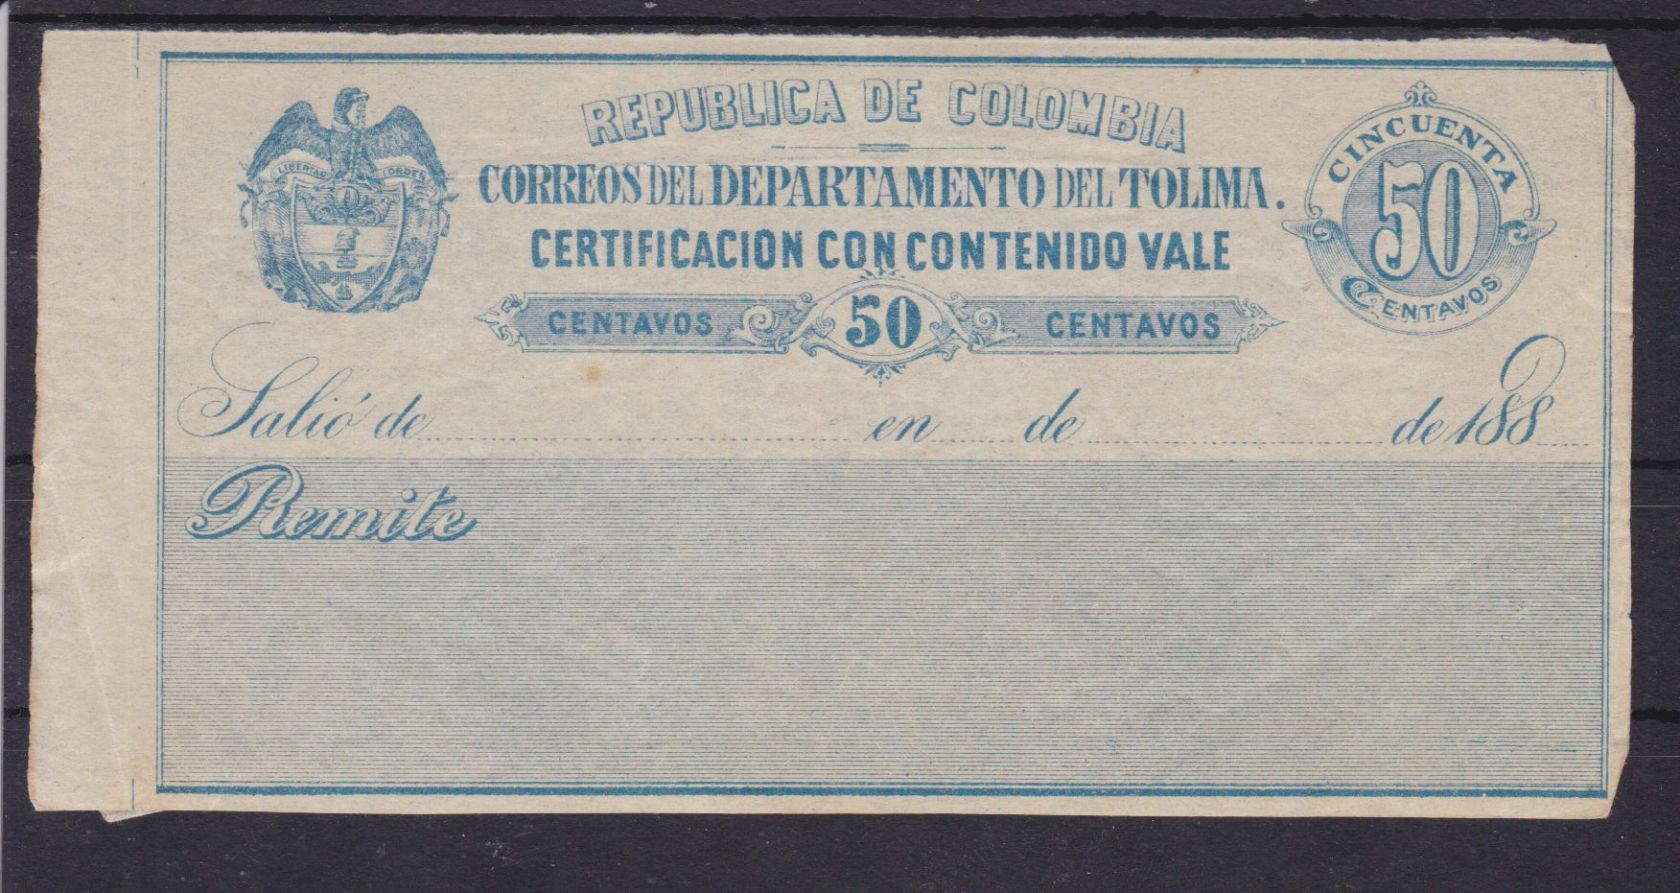 REPUBLICA DE COLOMBIA
LIBERTAD ORDEN
CORREOS DEL DEPARTAMENTO DEL TOLIMA.
CERTIFICACION CON CONTENIDO VALE
CENTAVOS 50 CENTAVOS
CINCUENTA
50
CENTAVOS
Salió de en de de 188
Remite